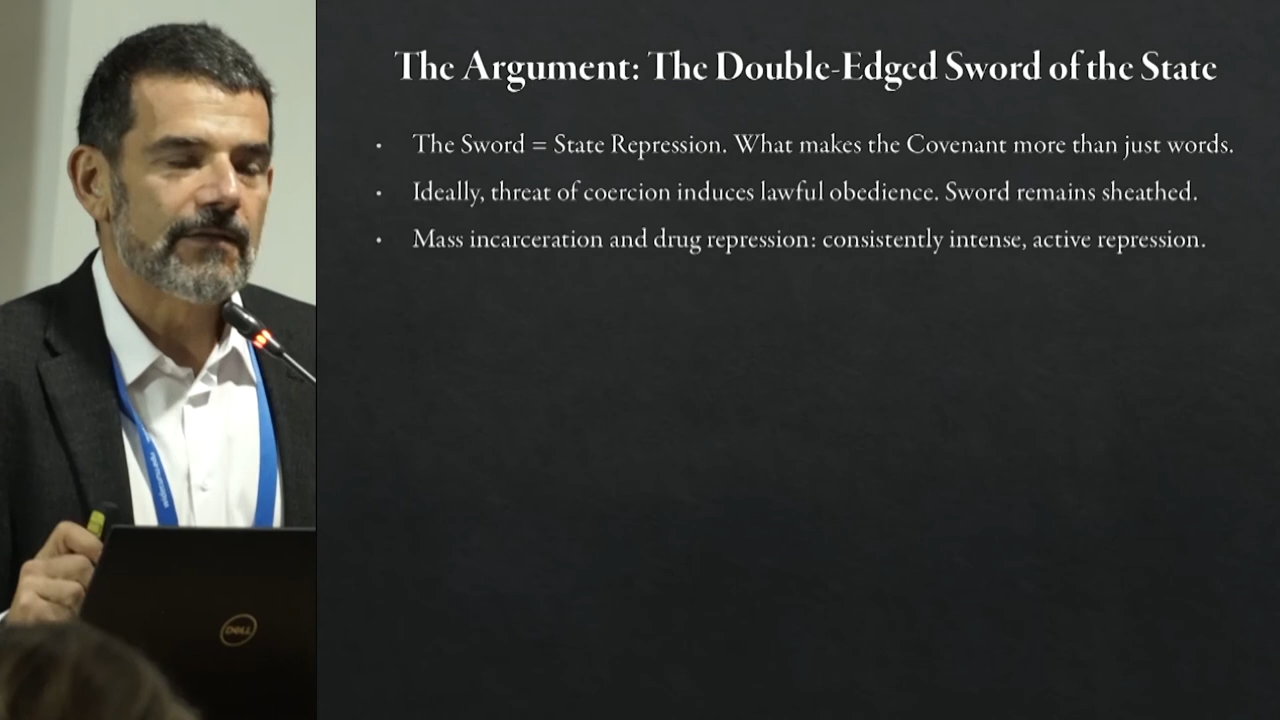 The Argument: The Double-Edged Sword of the State
• The Sword = State Repression. What makes the Covenant more than just words.
• Ideally, threat of coercion induces lawful obedience. Sword remains sheathed.
• Mass incarceration and drug repression: consistently intense, active repression.
DELL